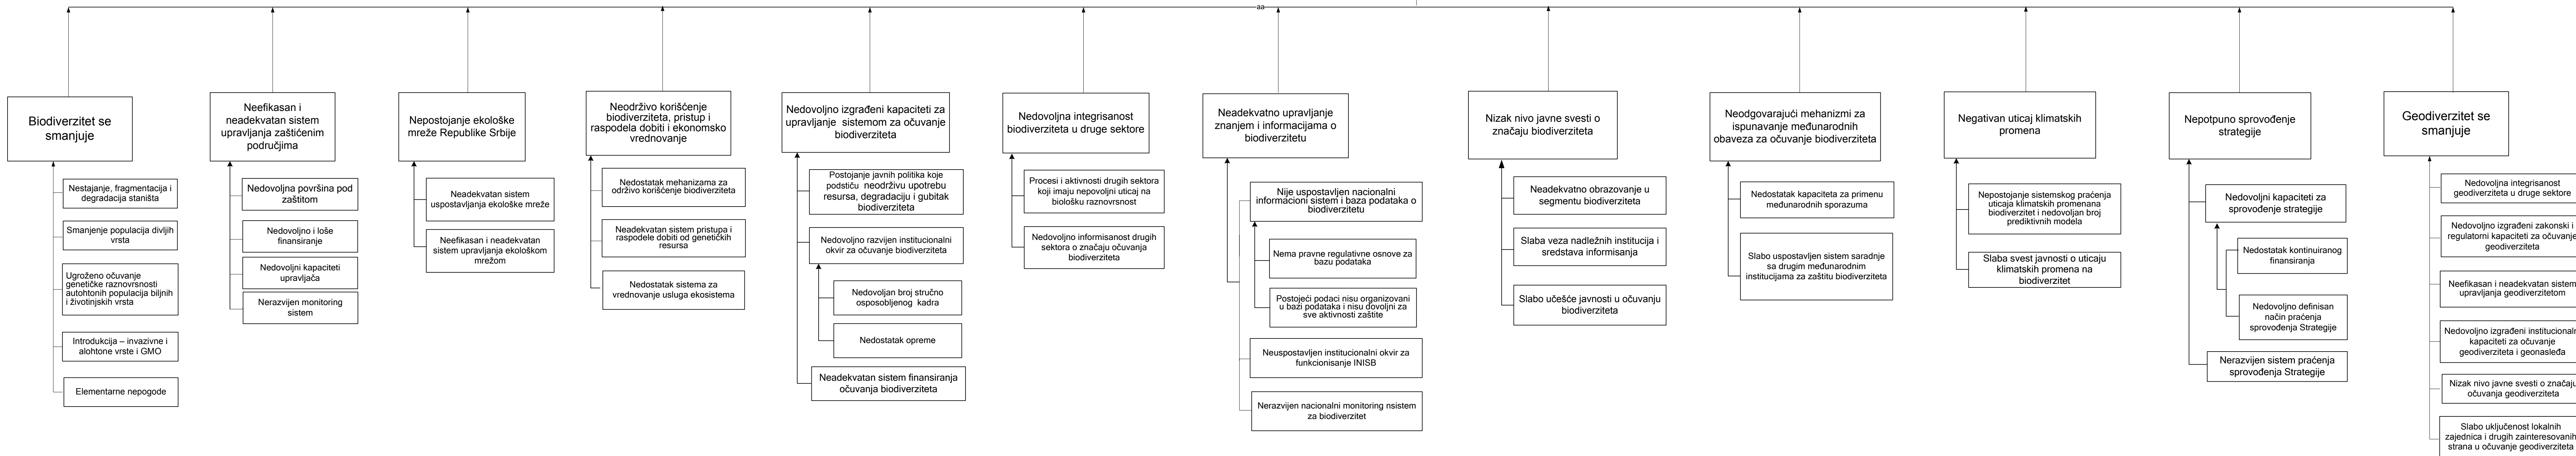 aa
Biodiverzitet se
smanjuje
Nestajanje, fragmentacija i
degradacija staništa
Smanjenje populacija divljih
vrsta
Ugroženo očuvanje
genetičke raznovrsnosti
autohtonih populacija biljnih
i životinjskih vrsta
Introdukcija – invazivne i
alohtone vrste i GMO
Elementarne nepogode
Neefikasan i
neadekvatan sistem
upravljanja zaštićenim
područjima
Nedovoljna površina pod
zaštitom
Nedovoljno i loše
finansiranje
Nedovoljni kapaciteti
upravljača
Nerazvijen monitoring
sistem
Nepostojanje ekološke
mreže Republike Srbije
Neadekvatan sistem
uspostavljanja ekološke mreže
Neefikasan i neadekvatan
sistem upravljanja ekološkom
mrežom
Neodrživo korišćenje
biodiverziteta, pristup i
raspodela dobiti i ekonomsko
vrednovanje
Nedostatak mehanizama za
održivo korišćenje biodiverziteta
Neadekvatan sistem pristupa i
raspodele dobiti od genetičkih
resursa
Nedostatak sistema za
vrednovanje usluga ekosistema
Nedovoljno izgrađeni kapaciteti za
upravljanje sistemom za očuvanje
biodiverziteta
Postojanje javnih politika koje
podstiču neodrživu upotrebu
resursa, degradaciju i gubitak
biodiverziteta
Nedovoljno razvijen institucionalni
okvir za očuvanje biodiverziteta
Nedovoljan broj stručno
osposobljenog kadra
Nedostatak opreme
Neadekvatan sistem finansiranja
očuvanja biodiverziteta
Nedovoljna integrisanost
biodiverziteta u druge sektore
Procesi i aktivnosti drugih sektora
koji imaju nepovoljni uticaj na
biološku raznovrsnost
Nedovoljno informisanost drugih
sektora o značaju očuvanja
biodiverziteta
Neadekvatno upravljanje
znanjem i informacijama o
biodiverzitetu
Nije uspostavljen nacionalni
informacioni sistem i baza podataka o
biodiverzitetu
Nema pravne regulativne osnove za
bazu podataka
Postojeći podaci nisu organizovani
u bazi podataka i nisu dovoljni za
sve aktivnosti zaštite
Neuspostavljen institucionalni okvir za
funkcionisanje INISB
Nerazvijen nacionalni monitoring nsistem
za biodiverzitet
Nizak nivo javne svesti o
značaju biodiverziteta
Neadekvatno obrazovanje u
segmentu biodiverziteta
Slaba veza nadležnih institucija i
sredstava informisanja
Slabo učešće javnosti u očuvanju
biodiverziteta
Neodgovarajući mehanizmi za
ispunavanje međunarodnih
obaveza za očuvanje biodiverziteta
Nedostatak kapaciteta za primenu
međunarodnih sporazuma
Slabo uspostavljen sistem saradnje
sa drugim međunarodnim
institucijama za zaštitu biodiverziteta
Negativan uticaj klimatskih
promena
Nepostojanje sistemskog praćenja
uticaja klimatskih promenana
biodiverzitet i nedovoljan broj
prediktivnih modela
Slaba svest javnosti o uticaju
klimatskih promena na
biodiverzitet
Nepotpuno sprovođenje
strategije
Nedovoljni kapaciteti za
sprovođenje strategije
Nedostatak kontinuiranog
finansiranja
Nedovoljno definisan
način praćenja
sprovođenja Strategije
Nerazvijen sistem praćenja
sprovođenja Strategije
Geodiverzitet se
smanjuje
Nedovoljna integrisanost
geodiverziteta u druge sektore
Nedovoljno izgrađeni zakonski i
regulatorni kapaciteti za očuvanje
geodiverziteta
Neefikasan i neadekvatan sistem
upravljanja geodiverzitetom
Nedovoljno izgrađeni institucionaln
kapaciteti za očuvanje
geodiverziteta i geonasleđa
Nizak nivo javne svesti o značaju
očuvanja geodiverziteta
Slabo uključenost lokalnih
zajednica i drugih zainteresovanih
strana u očuvanje geodiverziteta